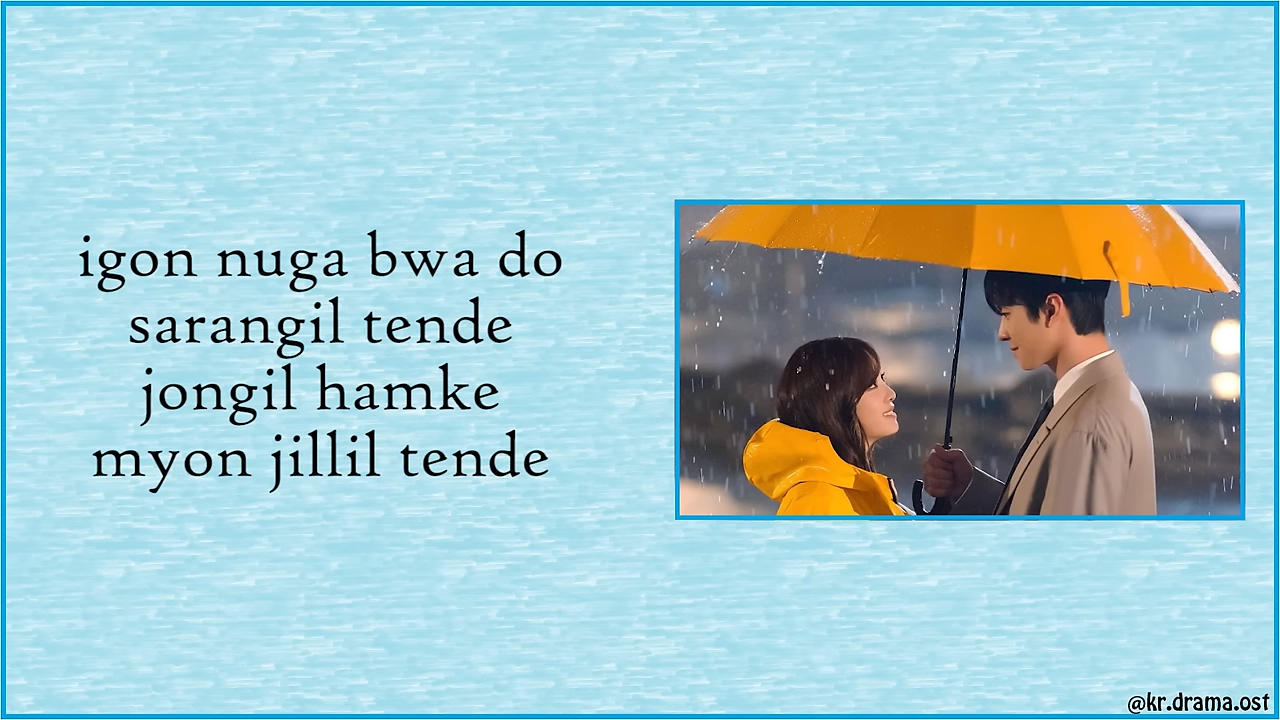 igon nuga bwa do
sarangil tende
jongil hamke
myon jillil tende
@kr.drama.ost